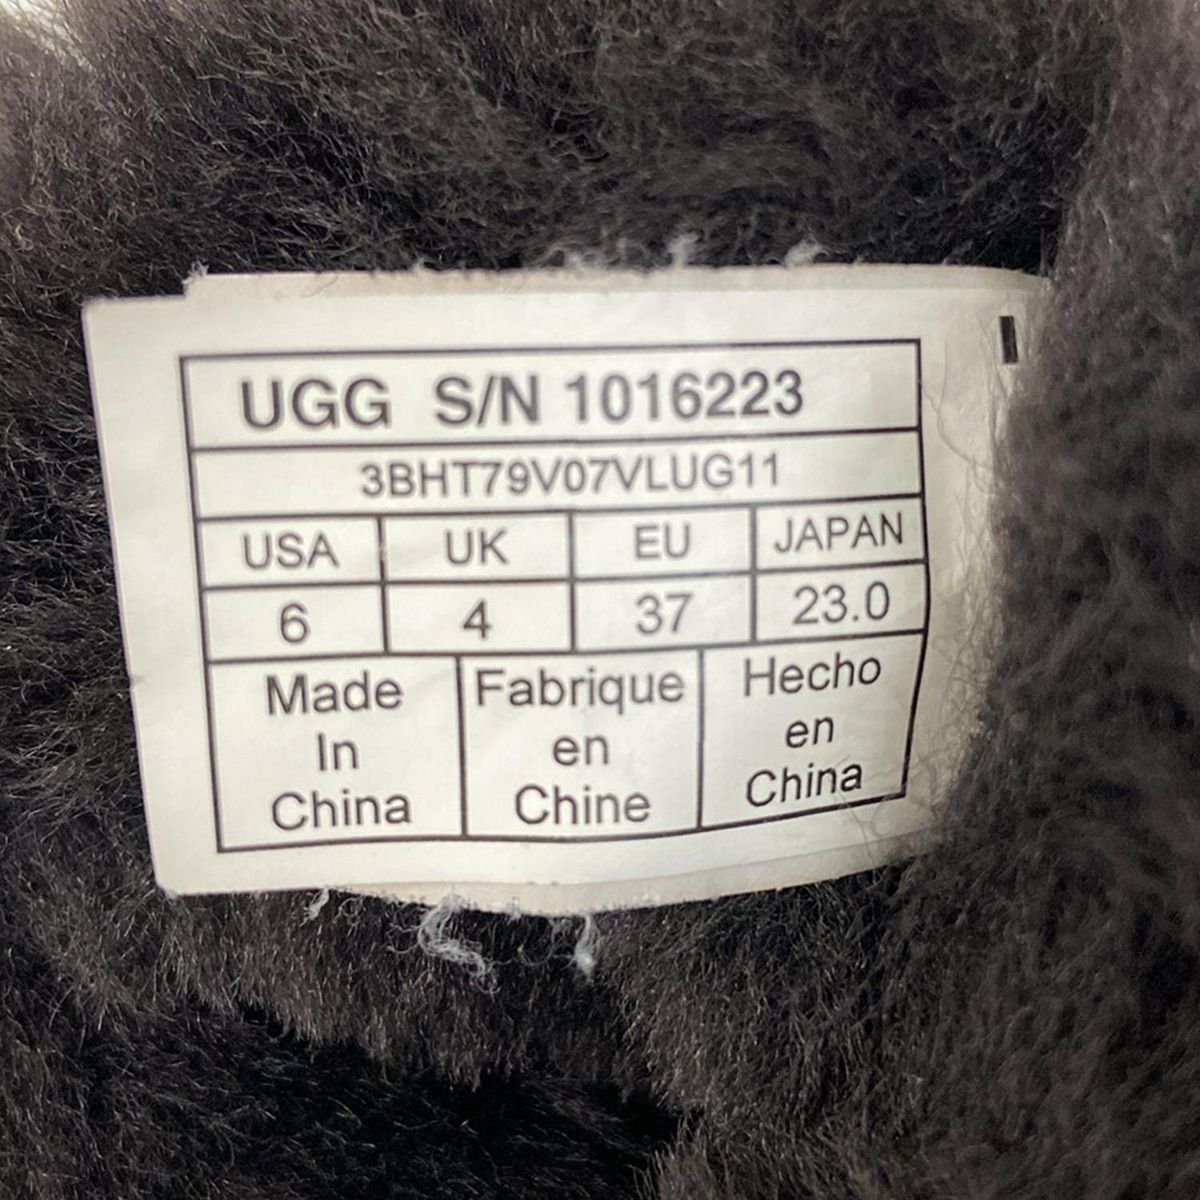 UGG S/N 1016223
3BHT79V07VLUG11
USA UK EU JAPAN
6 4 37 23.0
Made In China
Fabrique en Chine
Hecho en China